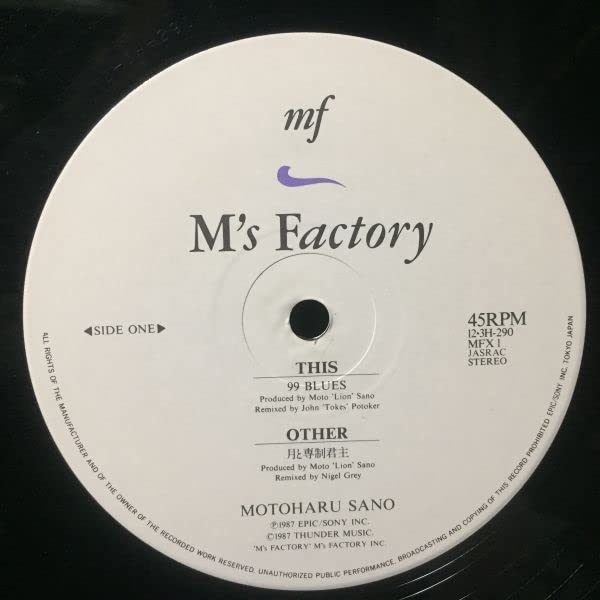 mf
M's Factory
◀SIDE ONE▶
45RPM
12·3H-290
MFX 1
JASRAC
STEREO
THIS
99 BLUES
Produced by Moto 'Lion' Sano
Remixed by John 'Tokes' Potoker
OTHER
月と専制君主
Produced by Moto 'Lion' Sano
Remixed by Nigel Grey
MOTOHARU SANO
Ⓟ1987 EPIC/SONY INC.
©1987 THUNDER MUSIC.
'M's FACTORY' M's FACTORY INC.
ALL RIGHTS OF THE MANUFACTURER AND OF THE OWNER OF THE RECORDED WORK RESERVED. UNAUTHORIZED PUBLIC PERFORMANCE, BROADCASTING AND COPYING OF THIS RECORD PROHIBITED EPIC/SONY INC. TOKYO JAPAN